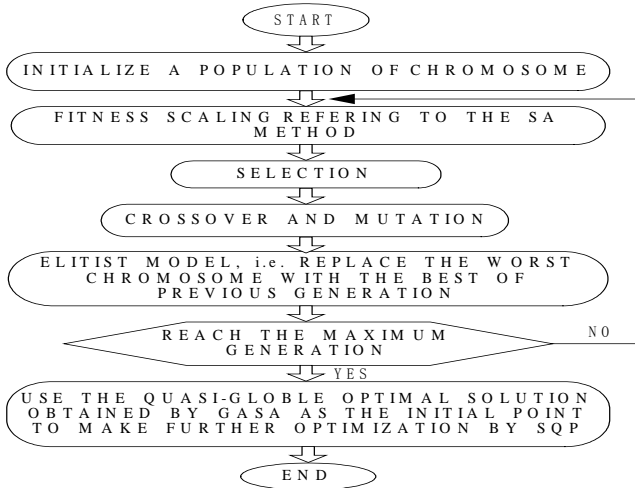 START
INITIALIZE A POPULATION OF CHROMOSOME
FITNESS SCALING REFERING TO THE SA
METHOD
SELECTION
CROSSOVER AND MUTATION
ELITIST MODEL, i.e. REPLACE THE WORST
CHROMOSOME WITH THE BEST OF
PREVIOUS GENERATION
REACH THE MAXIMUM
GENERATION
NO
YES
USE THE QUASI-GLOBLE OPTIMAL SOLUTION
OBTAINED BY GASA AS THE INITIAL POINT
TO MAKE FURTHER OPTIMIZATION BY SQP
END